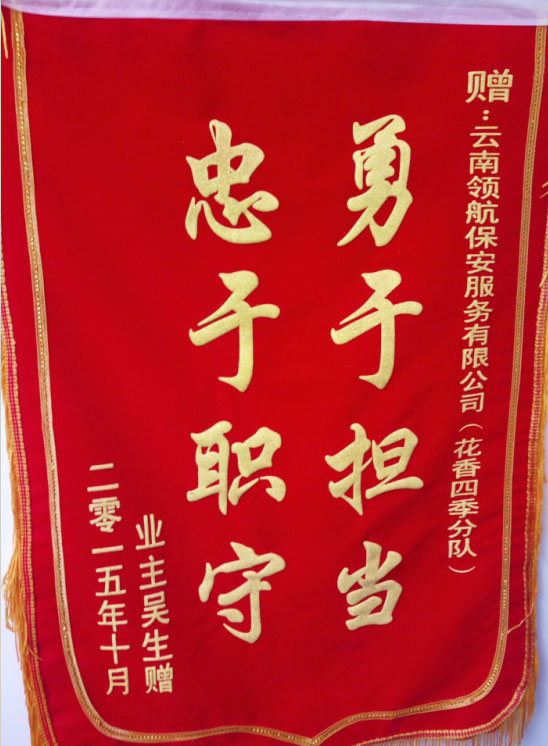 赠：云南领航保安服务有限公司（花香四季分队）
勇于担当
忠于职守
业主吴生赠
二零一五年十月